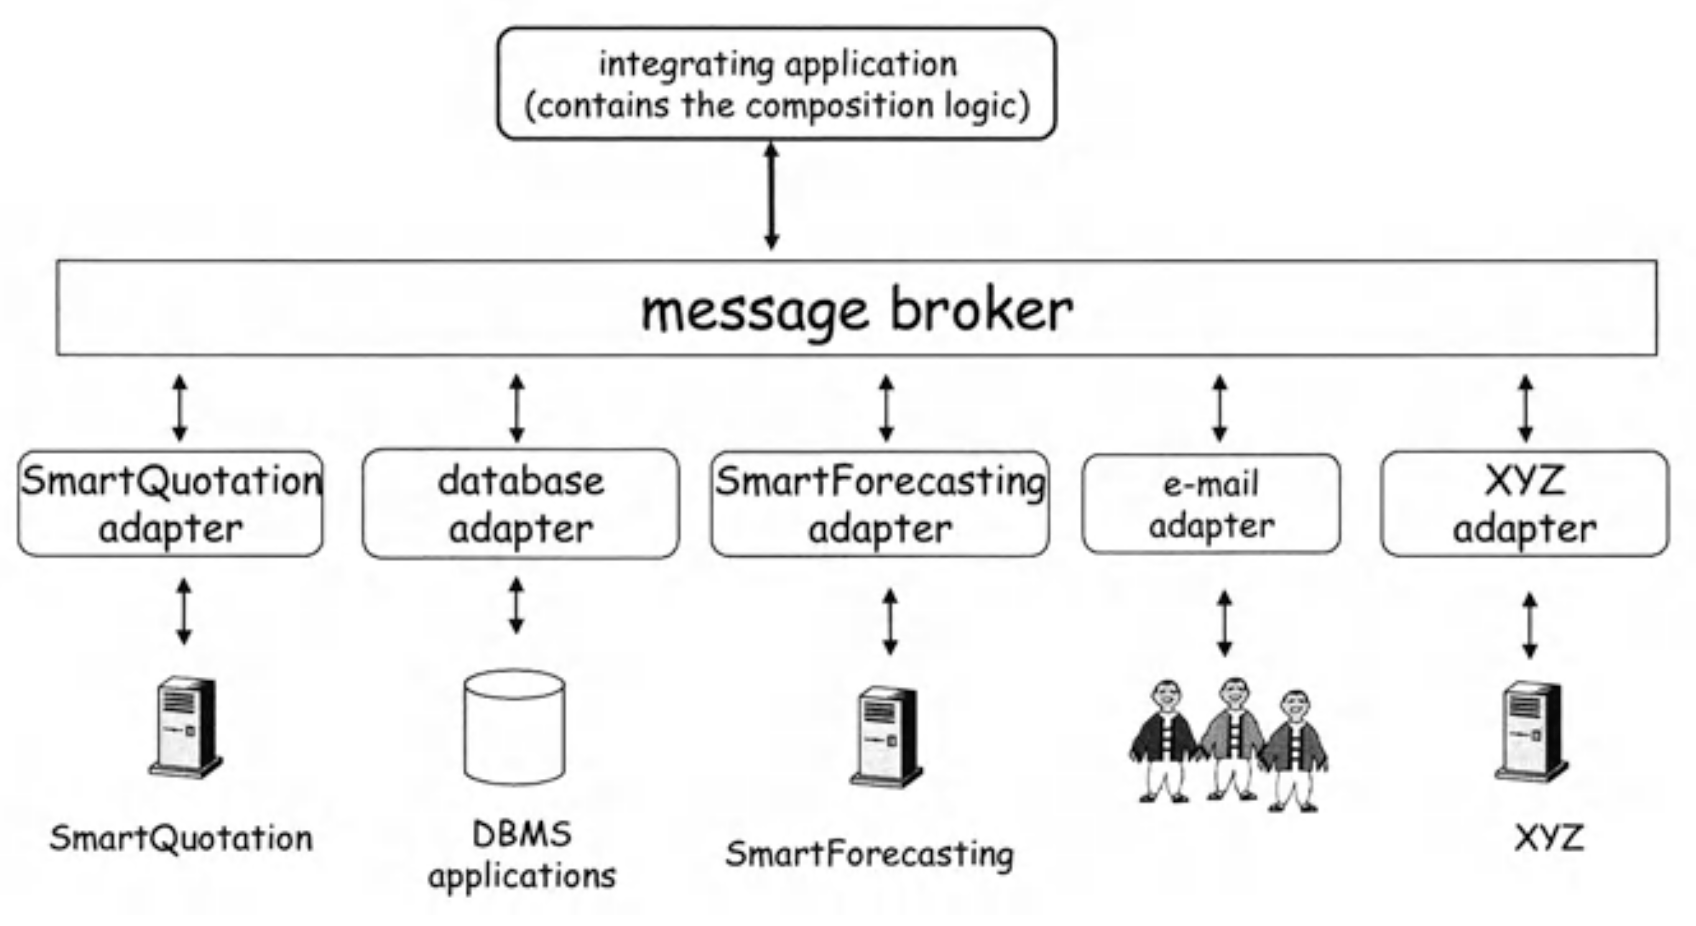 integrating application
(contains the composition logic)
message broker
SmartQuotation
adapter
database
adapter
SmartForecasting
adapter
e-mail
adapter
XYZ
adapter
SmartQuotation
DBMS
applications
SmartForecasting
XYZ